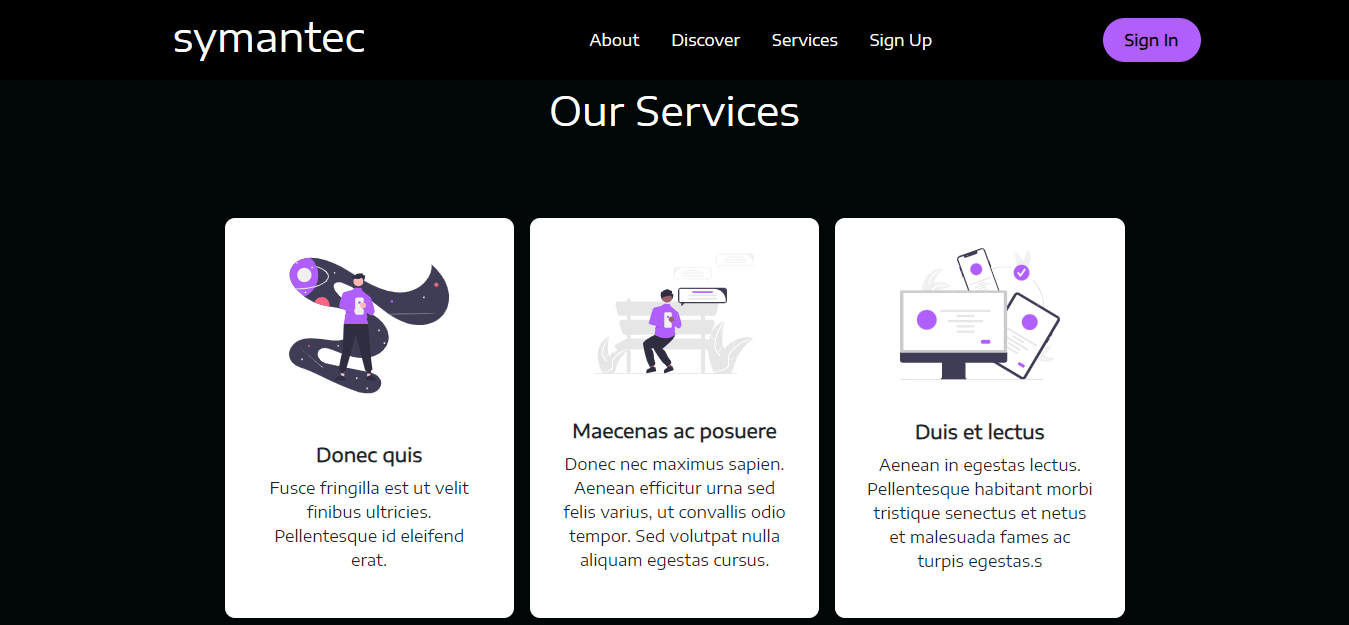 symantec
About
Discover
Services
Sign Up
Sign In
Our Services
Donec quis
Fusce fringilla est ut velit
finibus ultricies.
Pellentesque id eleifend
erat.
Maecenas ac posuere
Donec nec maximus sapien.
Aenean efficitur urna sed
felis varius, ut convallis odio
tempor. Sed volutpat nulla
aliquam egestas cursus.
Duis et lectus
Aenean in egestas lectus.
Pellentesque habitant morbi
tristique senectus et netus
et malesuada fames ac
turpis egestas.s